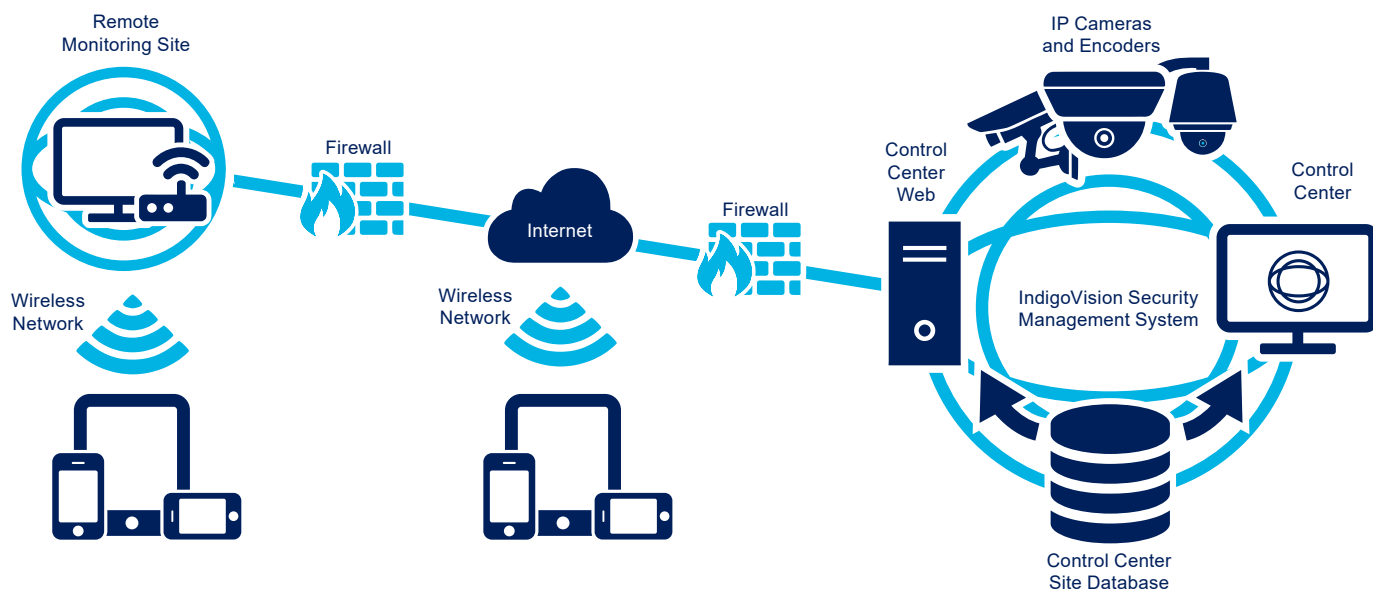 Remote
Monitoring Site
Firewall
Internet
Firewall
Wireless
Network
Wireless
Network
IP Cameras
and Encoders
Control
Center
Web
Control
Center
IndigoVision Security
Management System
Control Center
Site Database